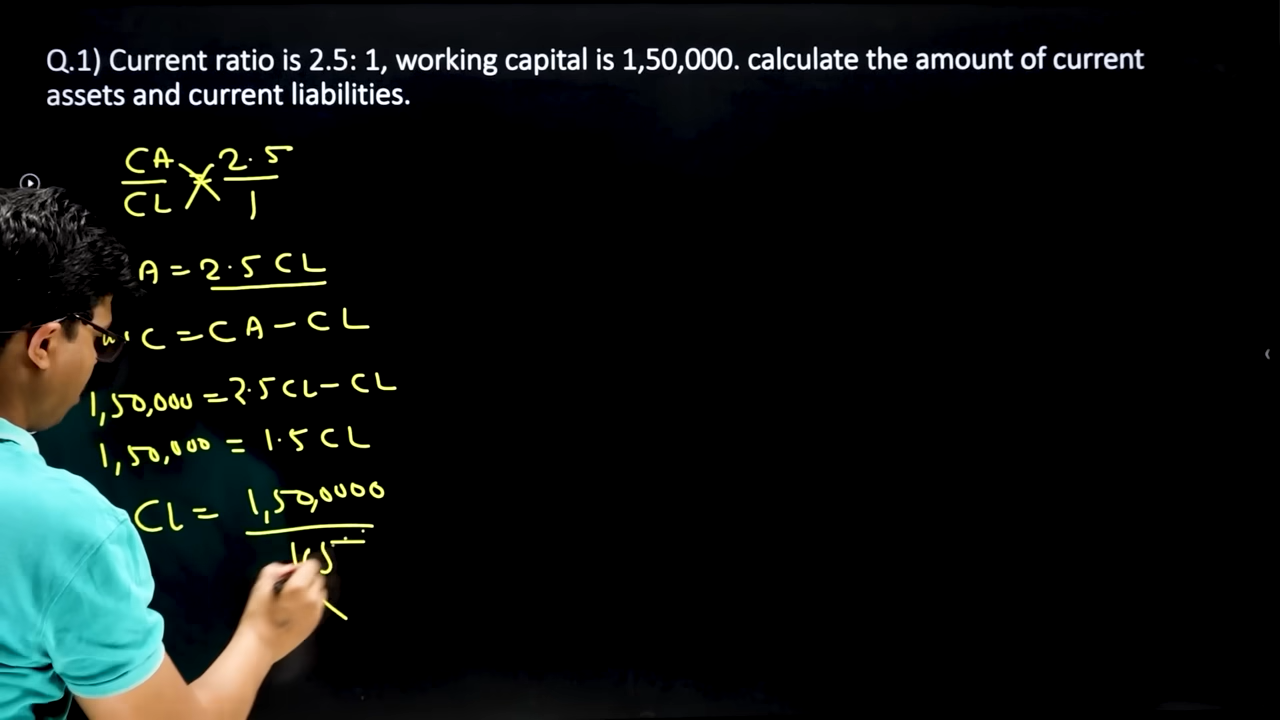 Q.1) Current ratio is 2.5: 1, working capital is 1,50,000. calculate the amount of current
assets and current liabilities.
CA 2.5
CL 1
A = 2.5 CL
C = CA - CL
1,50,000 = 2.5 CL - CL
1,50,000 = 1.5 CL
CL = 1,50,0000